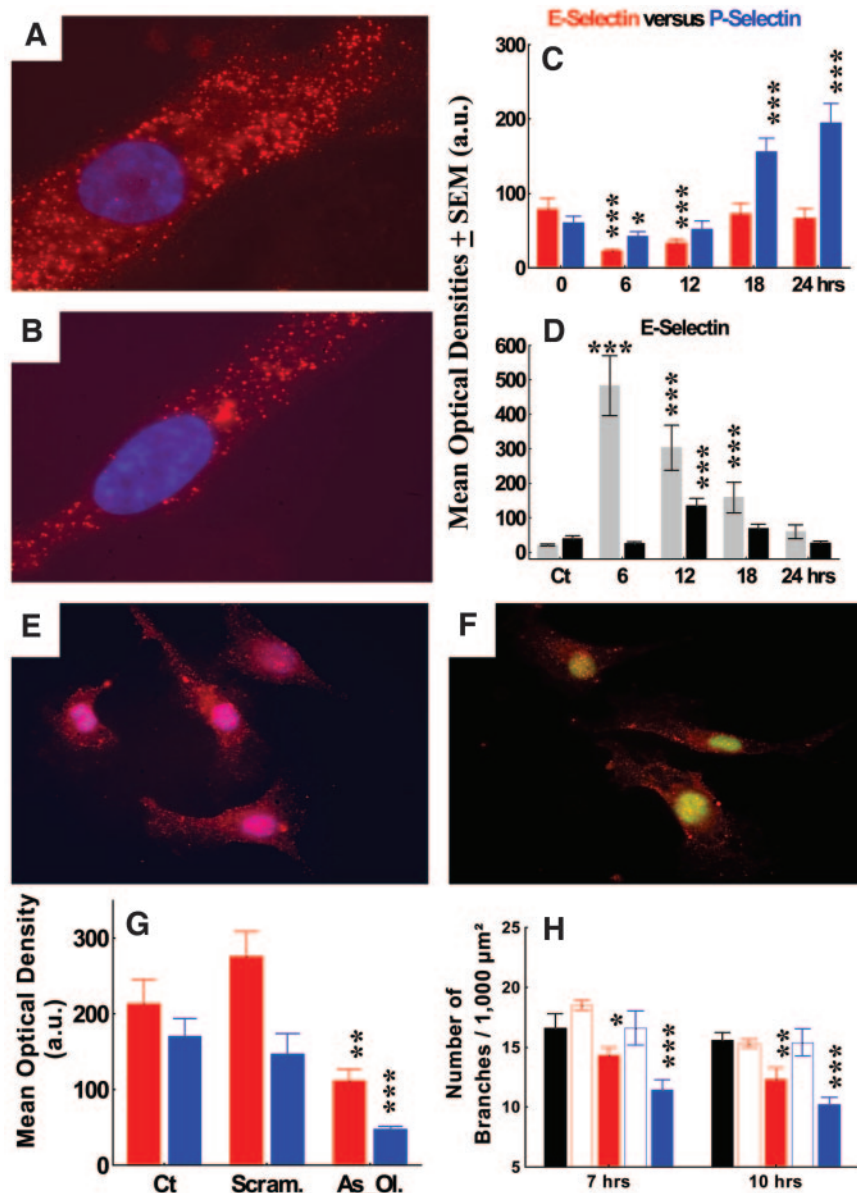 A
B
E-Selectin versus P-Selectin
C
300
200
100
0
*** * *** *** ***
0 6 12 18 24 hrs
Mean Optical Densities ± SEM (a.u.)
D E-Selectin
600
500
400
300
200
100
0
*** *** *** ***
Ct 6 12 18 24 hrs
E
F
G
Mean Optical Density
(a.u.)
300
200
100
0
** ***
Ct Scram. As_Ol.
H
Number of
Branches / 1,000 µm²
25
20
15
10
5
* *** ** ***
7 hrs 10 hrs